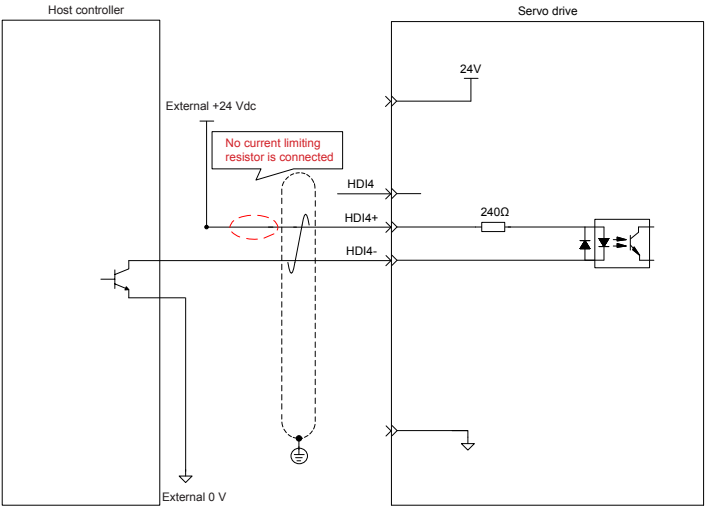 Host controller
Servo drive
24V
External +24 Vdc
No current limiting
resistor is connected
HDI4
HDI4+
240Ω
HDI4-
External 0 V